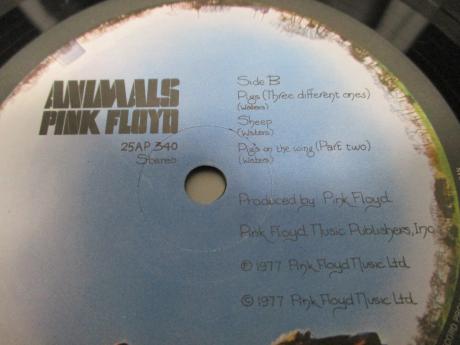 ANIMALS
PINK FLOYD
25AP 340
Stereo
Side B
Pigs (Three different ones)
(Waters)
Sheep
(Waters)
Pigs on the wing (Part two)
(Waters)
Produced by Pink Floyd
Pink Floyd Music Publishers, Inc
© 1977 Pink Floyd Music Ltd.
℗ 1977 Pink Floyd Music Ltd.